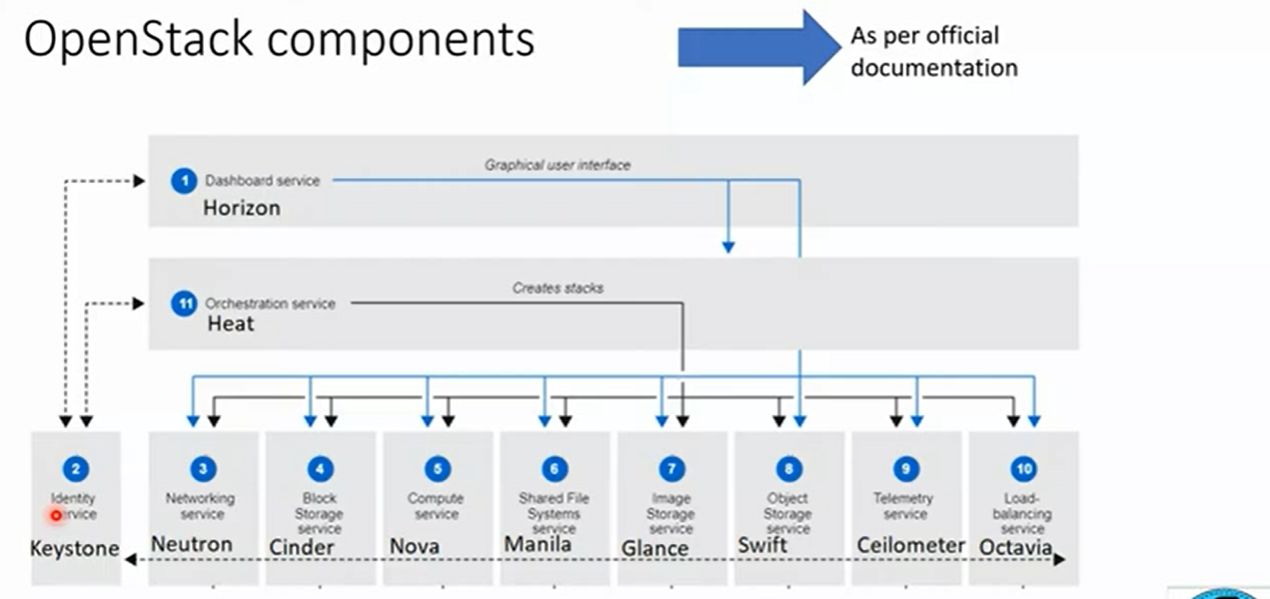 OpenStack components
As per official
documentation
Graphical user interface
1 Dashboard service
Horizon
Creates stacks
11 Orchestration service
Heat
2
Identity
service
Keystone
3
Networking
service
Neutron
4
Block
Storage
service
Cinder
5
Compute
service
Nova
6
Shared File
Systems
service
Manila
7
Image
Storage
service
Glance
8
Object
Storage
service
Swift
9
Telemetry
service
Ceilometer
10
Load-
balancing
service
Octavia